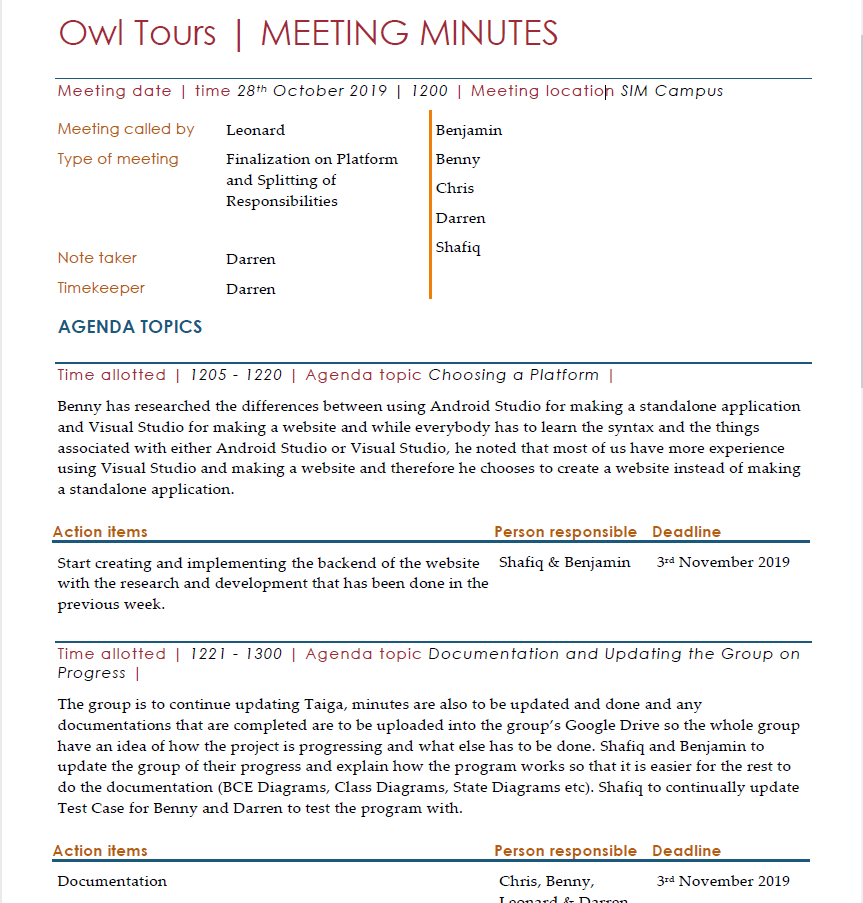 Owl Tours | MEETING MINUTES
Meeting date | time 28th October 2019 | 1200 | Meeting location SIM Campus
Meeting called by Leonard
Type of meeting Finalization on Platform
and Splitting of
Responsibilities
Note taker Darren
Timekeeper Darren
Benjamin
Benny
Chris
Darren
Shafiq
AGENDA TOPICS
Time allotted | 1205 - 1220 | Agenda topic Choosing a Platform |
Benny has researched the differences between using Android Studio for making a standalone application
and Visual Studio for making a website and while everybody has to learn the syntax and the things
associated with either Android Studio or Visual Studio, he noted that most of us have more experience
using Visual Studio and making a website and therefore he chooses to create a website instead of making
a standalone application.
Action items Person responsible Deadline
Start creating and implementing the backend of the website Shafiq & Benjamin 3rd November 2019
with the research and development that has been done in the
previous week.
Time allotted | 1221 - 1300 | Agenda topic Documentation and Updating the Group on
Progress |
The group is to continue updating Taiga, minutes are also to be updated and done and any
documentations that are completed are to be uploaded into the group's Google Drive so the whole group
have an idea of how the project is progressing and what else has to be done. Shafiq and Benjamin to
update the group of their progress and explain how the program works so that it is easier for the rest to
do the documentation (BCE Diagrams, Class Diagrams, State Diagrams etc). Shafiq to continually update
Test Case for Benny and Darren to test the program with.
Action items Person responsible Deadline
Documentation Chris, Benny, 3rd November 2019
Leonard & Darren